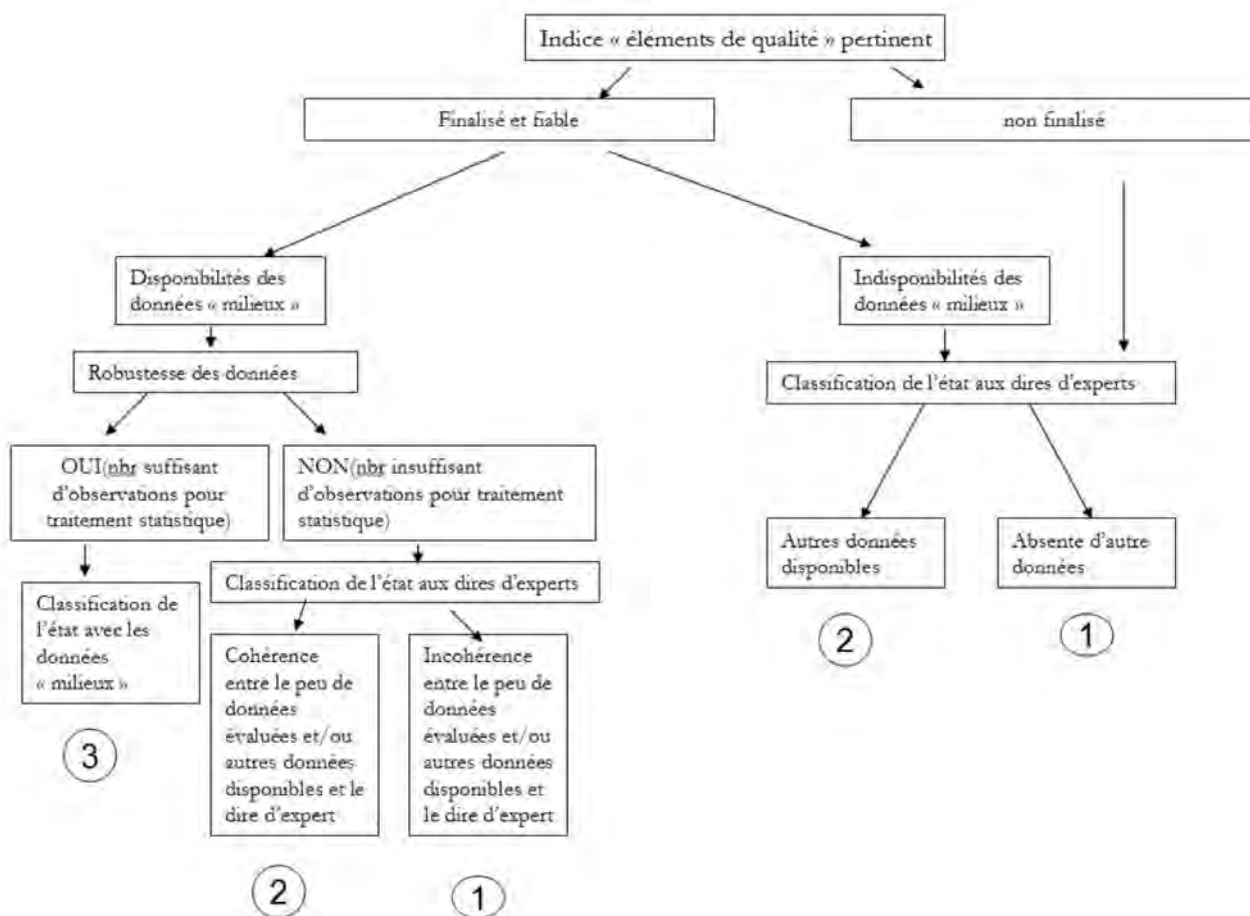 Indice « éléments de qualité » pertinent
Finalisé et fiable
non finalisé
Disponibilités des
données « milieux »
Indisponibilités des
données « milieux »
Robustesse des données
Classification de l'état aux dires d'experts
OUI(nbr suffisant
d'observations pour
traitement statistique)
NON(nbr insuffisant
d'observations pour traitement
statistique)
Autres données
disponibles
Absente d'autre
données
Classification de l'état aux dires d'experts
2
1
Classification de
l'état avec les
données
« milieux »
3
Cohérence
entre le peu de
données
évaluées et/ou
autres données
disponibles et le
dire d'expert
Incohérence
entre le peu de
données
évaluées et/ou
autres données
disponibles et
le dire d'expert
2
1